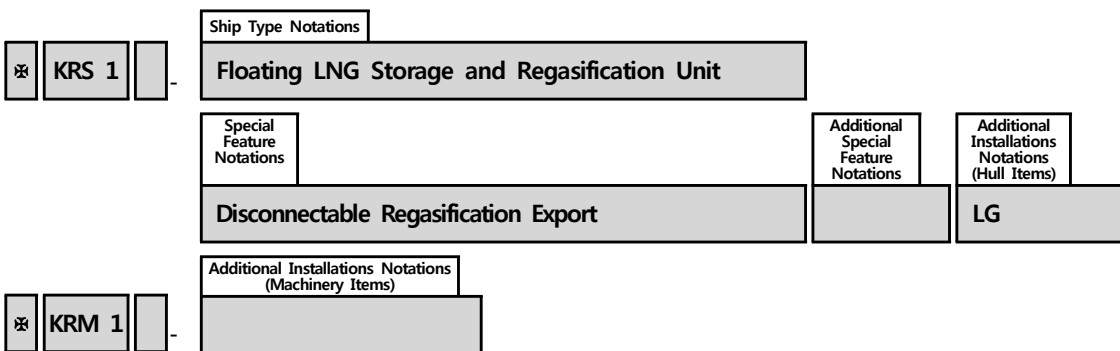 Ship Type Notations
✠ KRS 1 - Floating LNG Storage and Regasification Unit
Special
Feature
Notations
Additional
Special
Feature
Notations
Additional
Installations
Notations
(Hull Items)
Disconnectable Regasification Export
LG
Additional Installations Notations
(Machinery Items)
✠ KRM 1 -